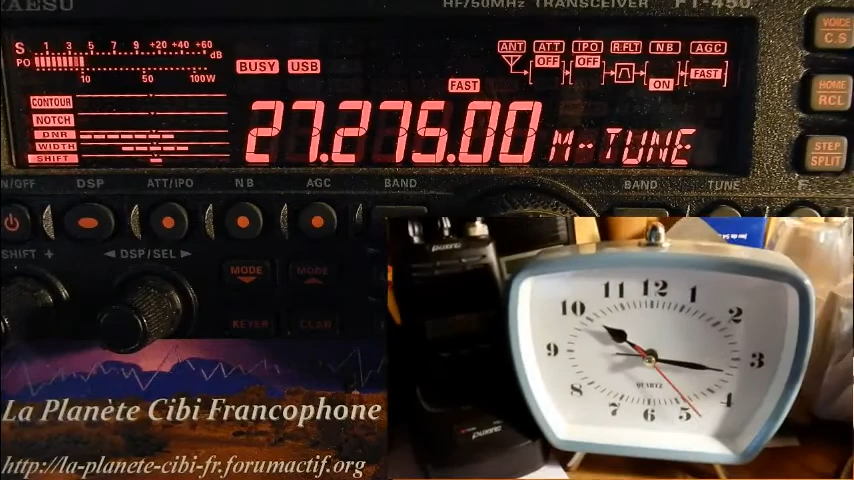 YAESU
HF/50MHz TRANSCEIVER FT-450
S 1 3 5 7 9 +20 +40 +60 dB
PO 10 50 100W
BUSY USB
ANT ATT IPO R.FLT NB AGC
OFF OFF ON FAST
FAST
CONTOUR
NOTCH
DNR
WIDTH
SHIFT
27.275.00 M-TUNE
VOICE
C.S
HOME
RCL
STEP
SPLIT
ON/OFF DSP ATT/IPO NB AGC BAND BAND TUNE F
SHIFT + ◄ DSP/SEL ►
MODE MODE
KEYER CLAR
La Planète Cibi Francophone
http://la-planete-cibi-fr.forumactif.org
12
11 1
10 2
9 3
8 4
7 6 5
QUARTZ